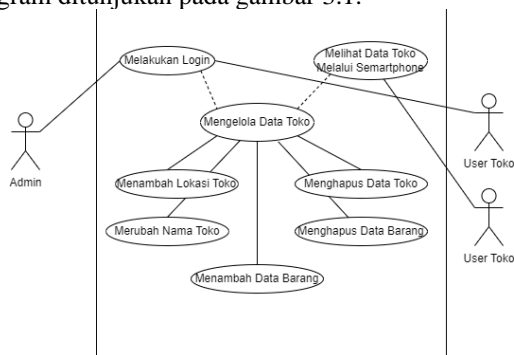 gram ditunjukan pada gambar 3.1.
Melakukan Login
Melihat Data Toko
Melalui Semartphone
Mengelola Data Toko
Admin
User Toko
Menambah Lokasi Toko
Menghapus Data Toko
Merubah Nama Toko
Menghapus Data Barang
User Toko
Menambah Data Barang